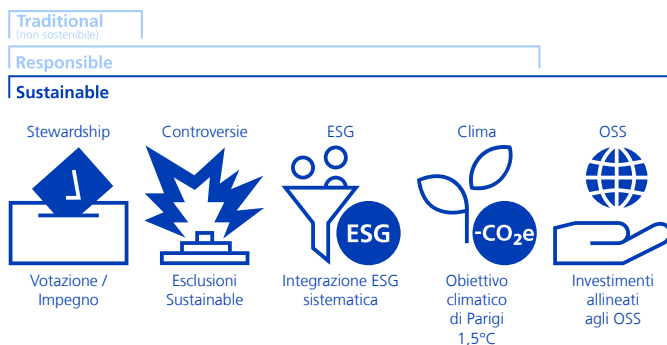 Traditional
(non sostenibile)
Responsible
Sustainable
Stewardship
Controversie
ESG
Clima
OSS
ESG
-CO₂e
Votazione /
Impegno
Esclusioni
Sustainable
Integrazione ESG
sistematica
Obiettivo
climatico
di Parigi
1,5°C
Investimenti
allineati
agli OSS